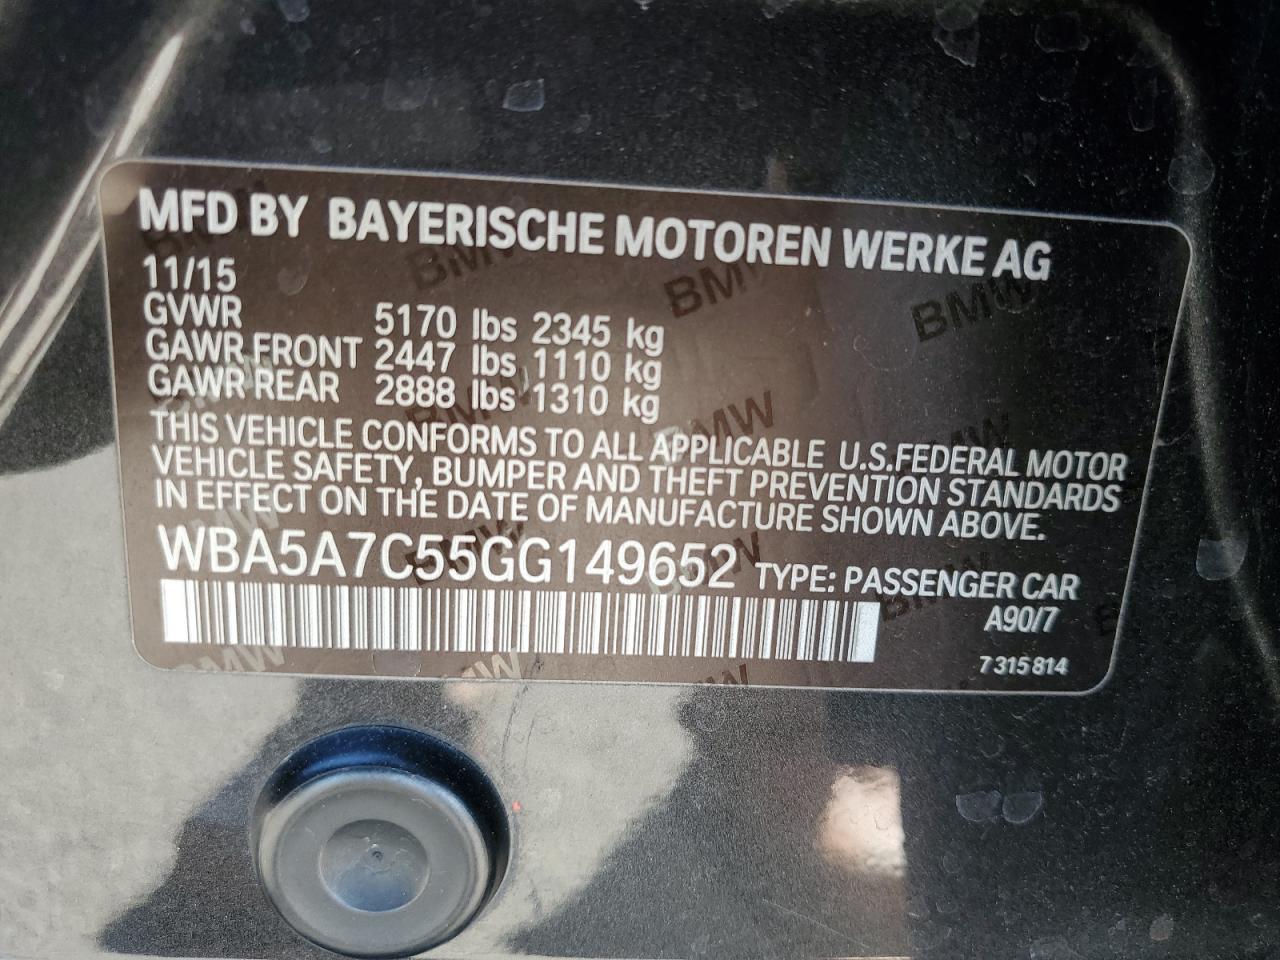 MFD BY BAYERISCHE MOTOREN WERKE AG
11/15
GVWR 5170 lbs 2345 kg
GAWR FRONT 2447 lbs 1110 kg
GAWR REAR 2888 lbs 1310 kg
THIS VEHICLE CONFORMS TO ALL APPLICABLE U.S.FEDERAL MOTOR
VEHICLE SAFETY, BUMPER AND THEFT PREVENTION STANDARDS
IN EFFECT ON THE DATE OF MANUFACTURE SHOWN ABOVE.
WBA5A7C55GG149652 TYPE: PASSENGER CAR
A90/7
7 315 814